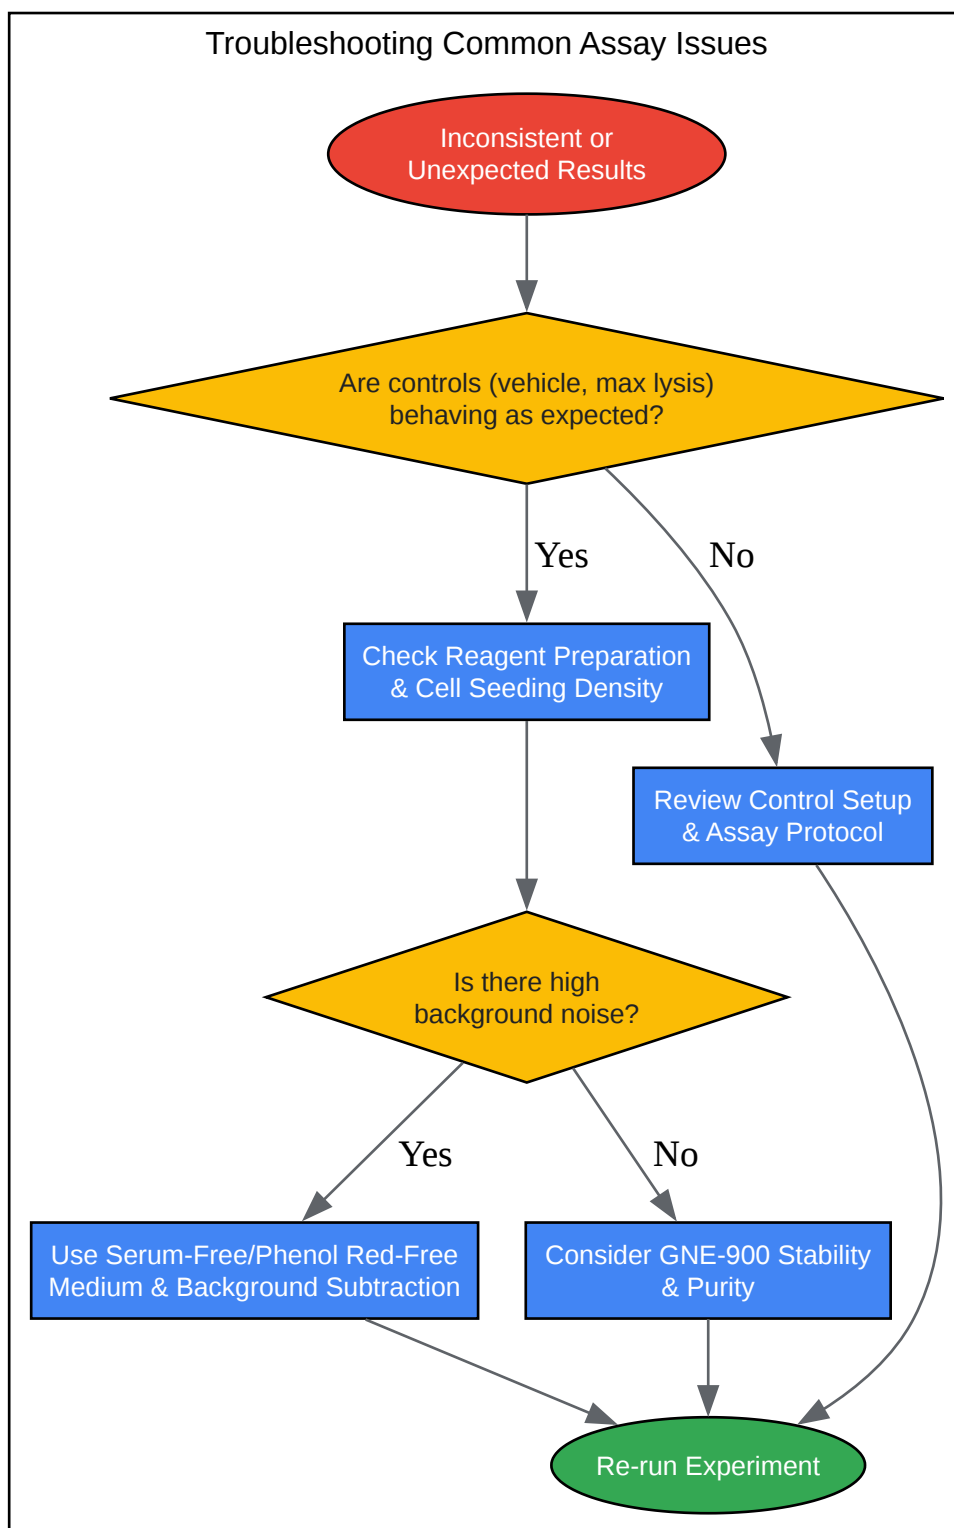 Troubleshooting Common Assay Issues
Inconsistent or
Unexpected Results
Are controls (vehicle, max lysis)
behaving as expected?
Yes
No
Check Reagent Preparation
& Cell Seeding Density
Review Control Setup
& Assay Protocol
Is there high
background noise?
Yes
No
Use Serum-Free/Phenol Red-Free
Medium & Background Subtraction
Consider GNE-900 Stability
& Purity
Re-run Experiment